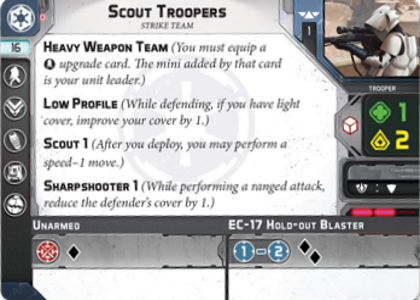 Scout Troopers
STRIKE TEAM
1
16
Heavy Weapon Team (You must equip a
upgrade card. The mini added by that card
is your unit leader.)
Low Profile (While defending, if you have light
cover, improve your cover by 1.)
TROOPER
1
2
Scout 1 (After you deploy, you may perform a
speed–1 move.)
Sharpshooter 1 (While performing a ranged attack,
reduce the defender's cover by 1.)
Unarmed
EC-17 Hold-out Blaster
1 – 2